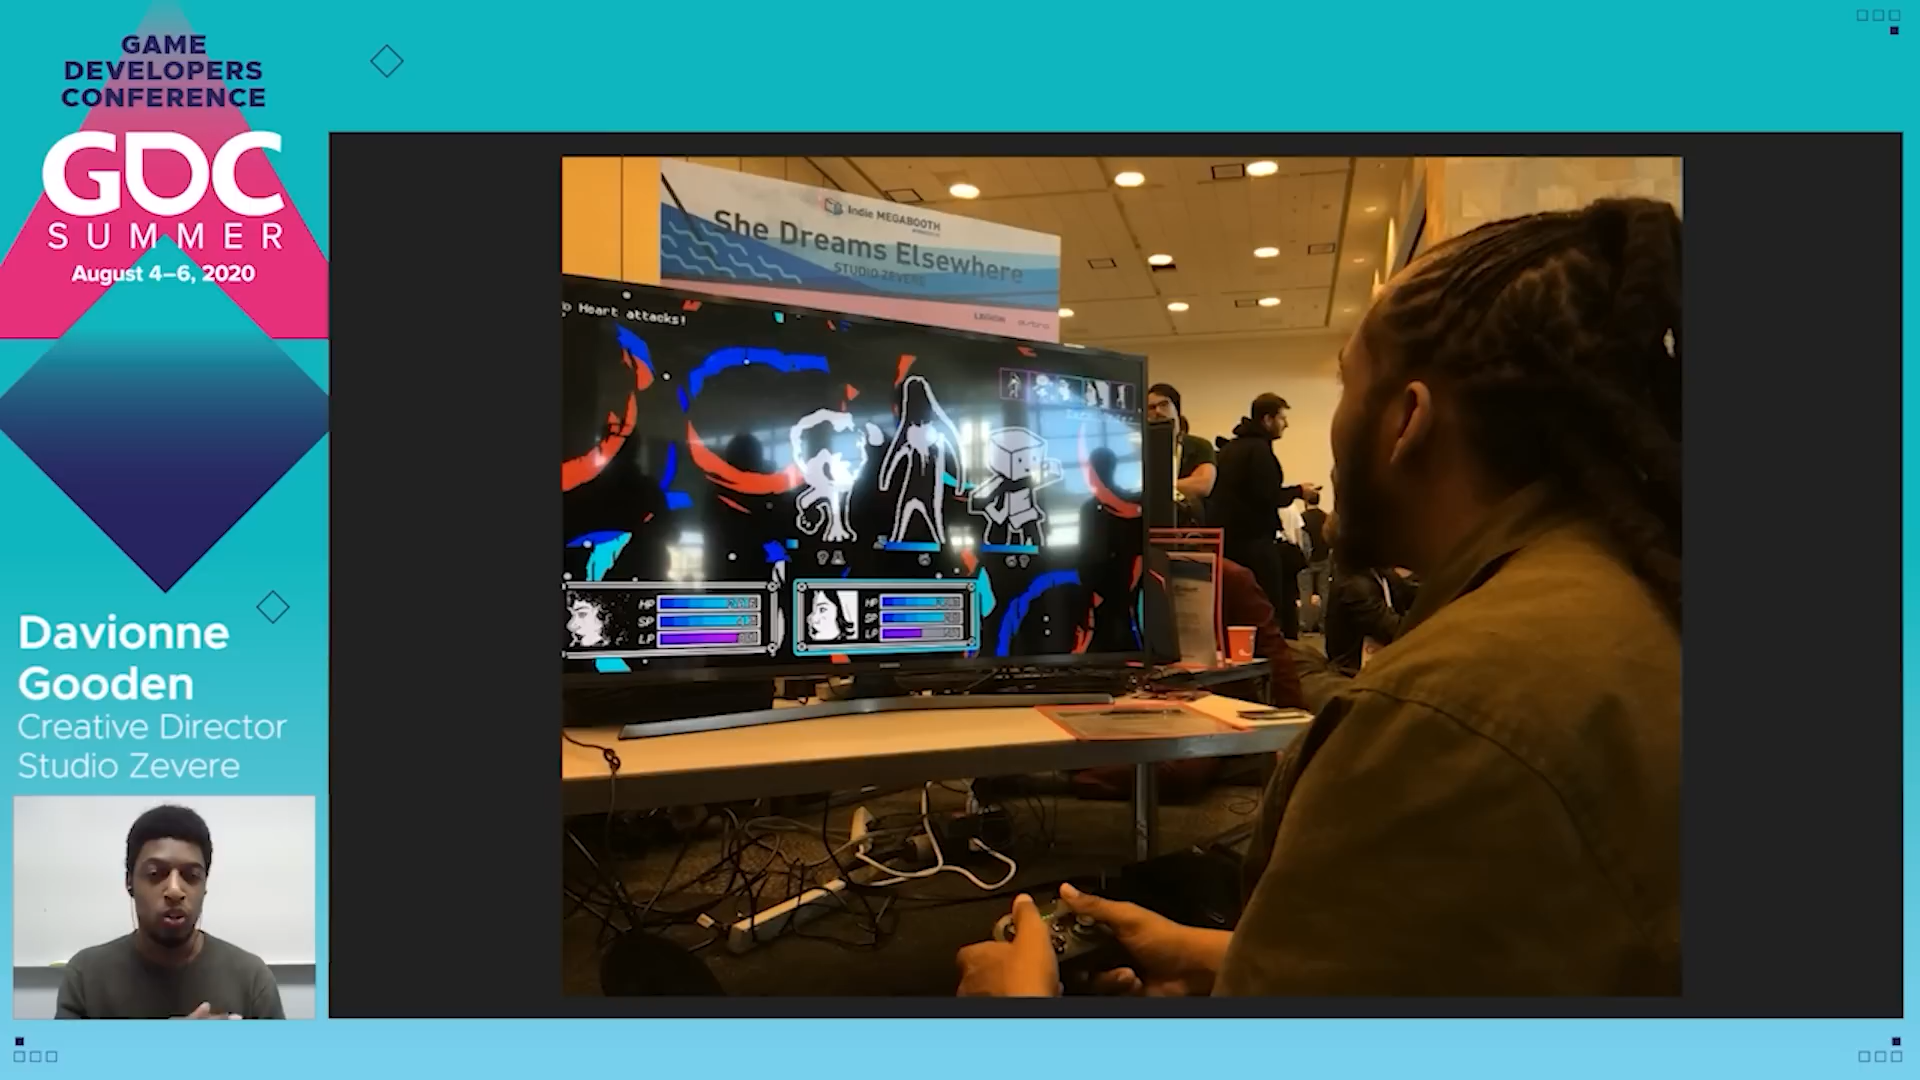 GAME
DEVELOPERS
CONFERENCE
GDC
SUMMER
August 4–6, 2020
Davionne
Gooden
Creative Director
Studio Zevere
Indie MEGABOOTH
She Dreams Elsewhere
STUDIO ZEVERE
LEGION
Heart attacks!
HP
SP
LP
HP
SP
LP